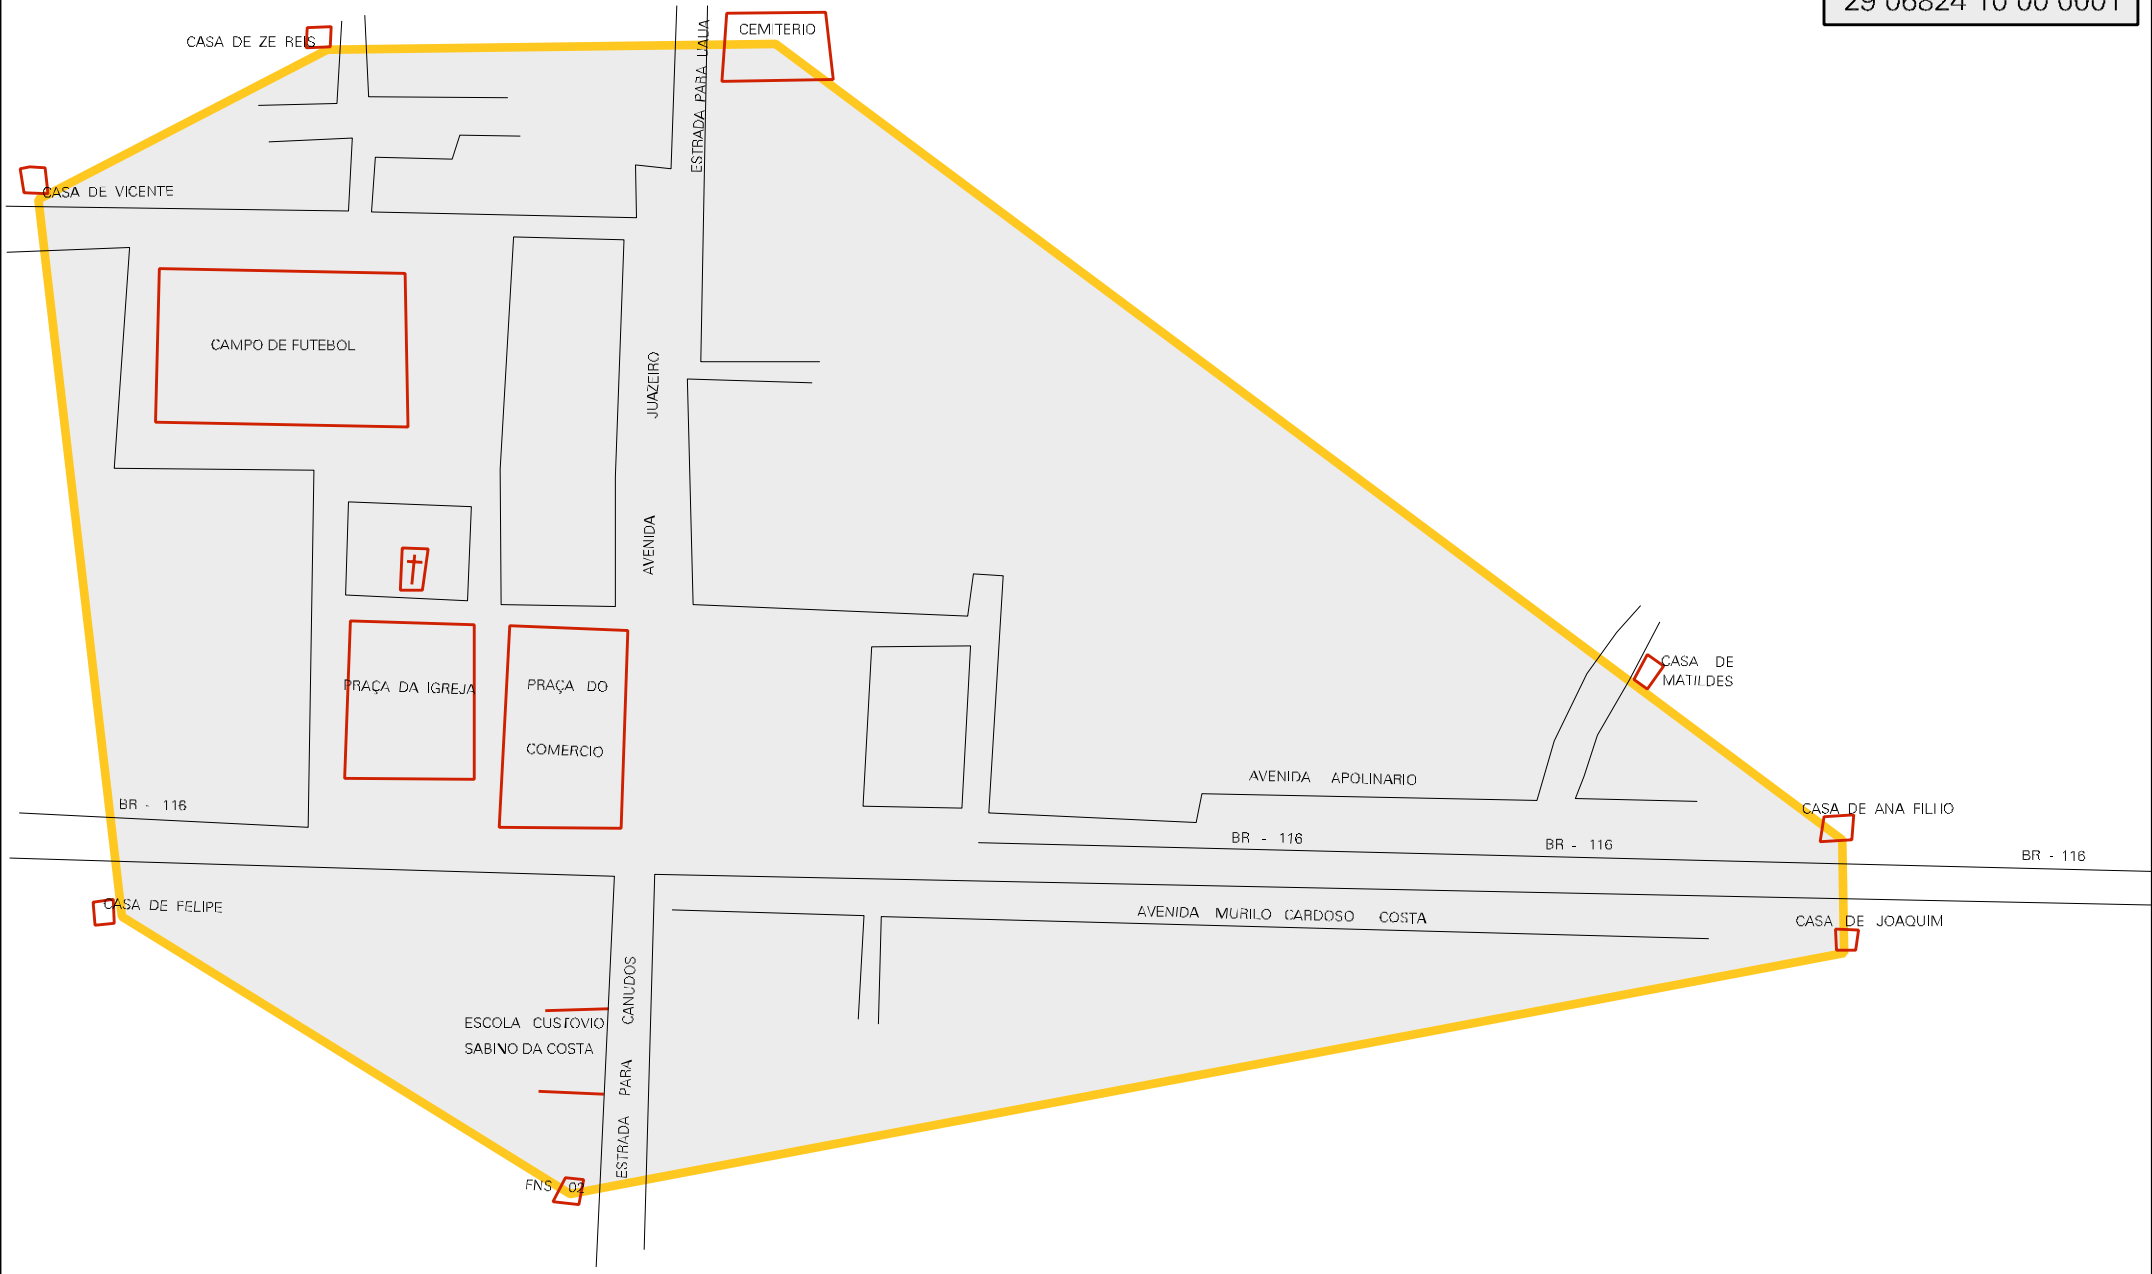 29 06824 10 00 0001
CEMITERIO
CASA DE ZE REIS
ESTRADA PARA UAUA
CASA DE VICENTE
CAMPO DE FUTEBOL
AVENIDA JUAZEIRO
CASA DE
MATILDES
PRAÇA DA IGREJA
PRAÇA DO
COMERCIO
AVENIDA APOLINARIO
BR - 116
CASA DE ANA FILHO
BR - 116
BR - 116
BR - 116
CASA DE FELIPE
AVENIDA MURILO CARDOSO COSTA
CASA DE JOAQUIM
ESTRADA PARA CANUDOS
ESCOLA CUSTOVIO
SABINO DA COSTA
FNS 02